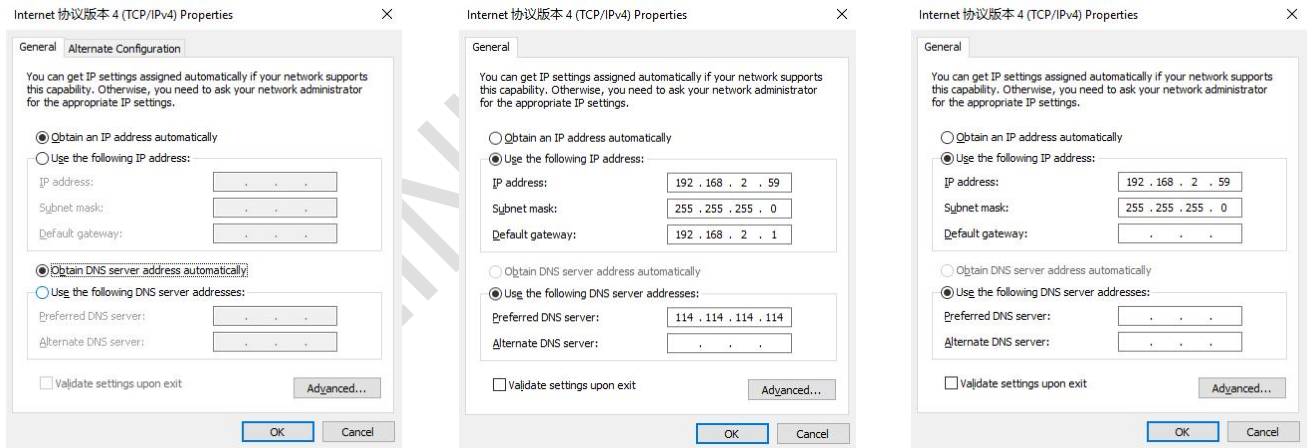 Internet 协议版本 4 (TCP/IPv4) Properties
General
Alternate Configuration
You can get IP settings assigned automatically if your network supports
this capability. Otherwise, you need to ask your network administrator
for the appropriate IP settings.
Obtain an IP address automatically
Use the following IP address:
IP address:
Subnet mask:
Default gateway:
Obtain DNS server address automatically
Use the following DNS server addresses:
Preferred DNS server:
Alternate DNS server:
Validate settings upon exit
Advanced...
OK
Cancel
Internet 协议版本 4 (TCP/IPv4) Properties
General
You can get IP settings assigned automatically if your network supports
this capability. Otherwise, you need to ask your network administrator
for the appropriate IP settings.
Obtain an IP address automatically
Use the following IP address:
IP address: 192 . 168 . 2 . 59
Subnet mask: 255 . 255 . 255 . 0
Default gateway: 192 . 168 . 2 . 1
Obtain DNS server address automatically
Use the following DNS server addresses:
Preferred DNS server: 114 . 114 . 114 . 114
Alternate DNS server:
Validate settings upon exit
Advanced...
OK
Cancel
Internet 协议版本 4 (TCP/IPv4) Properties
General
You can get IP settings assigned automatically if your network supports
this capability. Otherwise, you need to ask your network administrator
for the appropriate IP settings.
Obtain an IP address automatically
Use the following IP address:
IP address: 192 . 168 . 2 . 59
Subnet mask: 255 . 255 . 255 . 0
Default gateway:
Obtain DNS server address automatically
Use the following DNS server addresses:
Preferred DNS server:
Alternate DNS server:
Validate settings upon exit
Advanced...
OK
Cancel